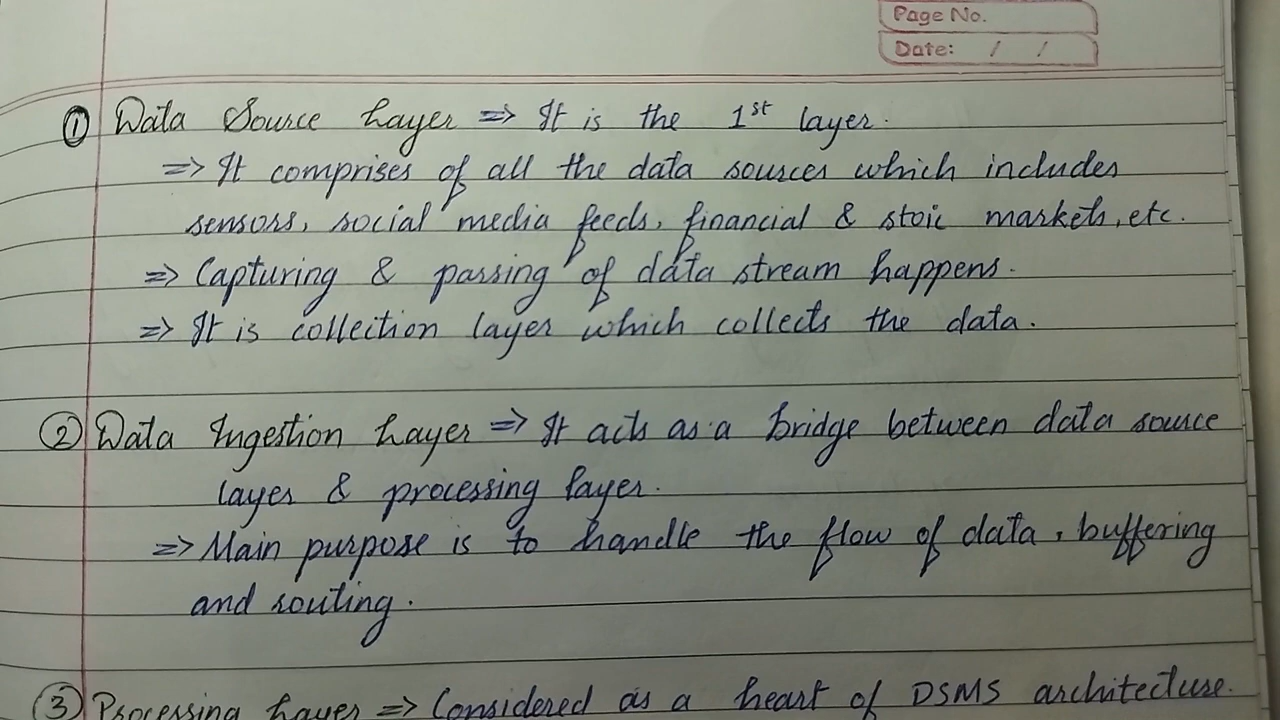 Page No.
Date: / /
① Data Source Layer => It is the 1st layer.
=> It comprises of all the data sources which includes
sensors, social media feeds, financial & stoic markets, etc.
=> Capturing & passing of data stream happens.
=> It is collection layer which collects the data.
② Data Ingestion Layer => It acts as a bridge between data source
layer & processing layer.
=> Main purpose is to handle the flow of data, buffering
and routing.
③ Processing Layer => Considered as a heart of DSMS architecture.